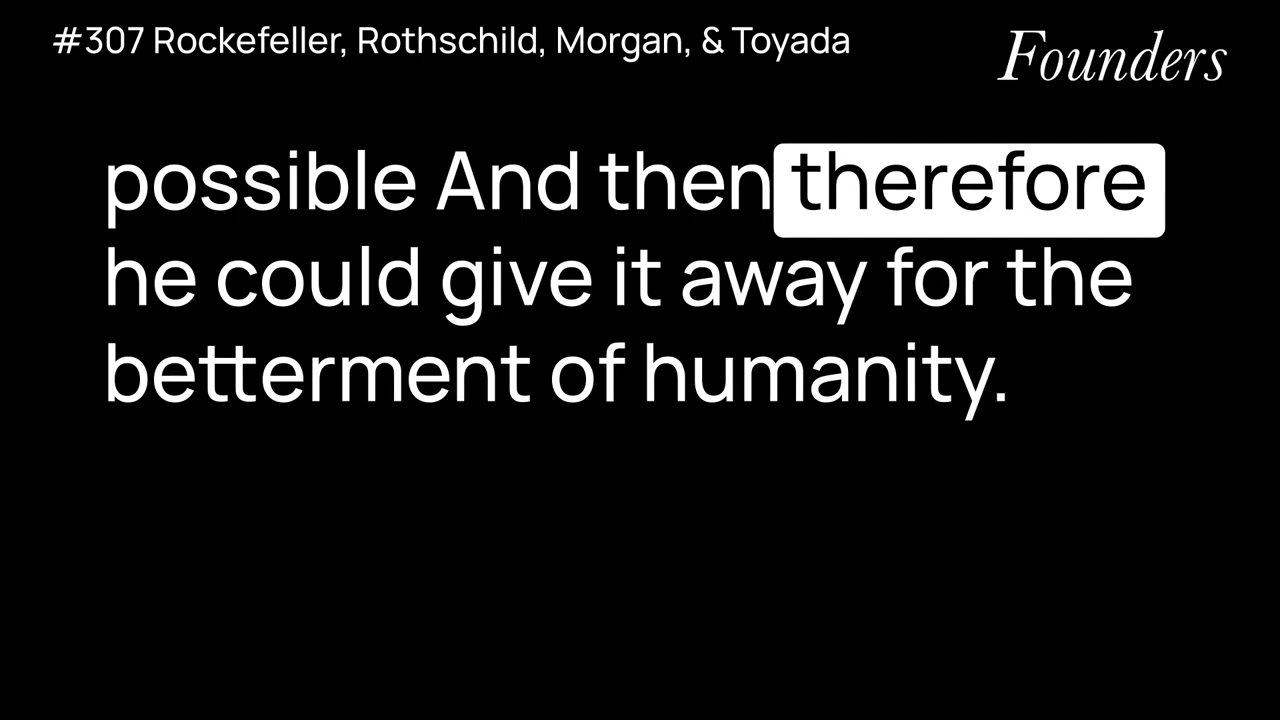 #307 Rockefeller, Rothschild, Morgan, & Toyada
Founders
possible And then therefore
he could give it away for the
betterment of humanity.